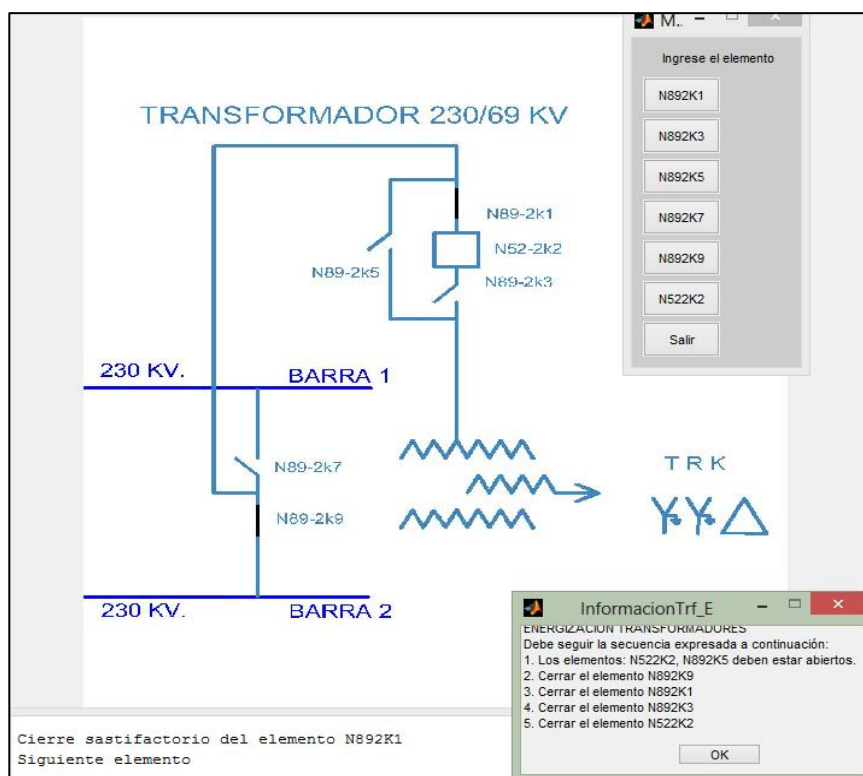 M..
Ingrese el elemento
N892K1
N892K3
N892K5
N892K7
N892K9
N522K2
Salir
TRANSFORMADOR 230/69 KV
N89-2k1
N52-2k2
N89-2k5
N89-2k3
230 KV.
BARRA 1
N89-2k7
N89-2k9
T R K
230 KV.
BARRA 2
InformacionTrf_E
ENERGIZACION TRANSFORMADORES
Debe seguir la secuencia expresada a continuación:
1. Los elementos: N522K2, N892K5 deben estar abiertos.
2. Cerrar el elemento N892K9
3. Cerrar el elemento N892K1
4. Cerrar el elemento N892K3
5. Cerrar el elemento N522K2
OK
Cierre sastifactorio del elemento N892K1
Siguiente elemento